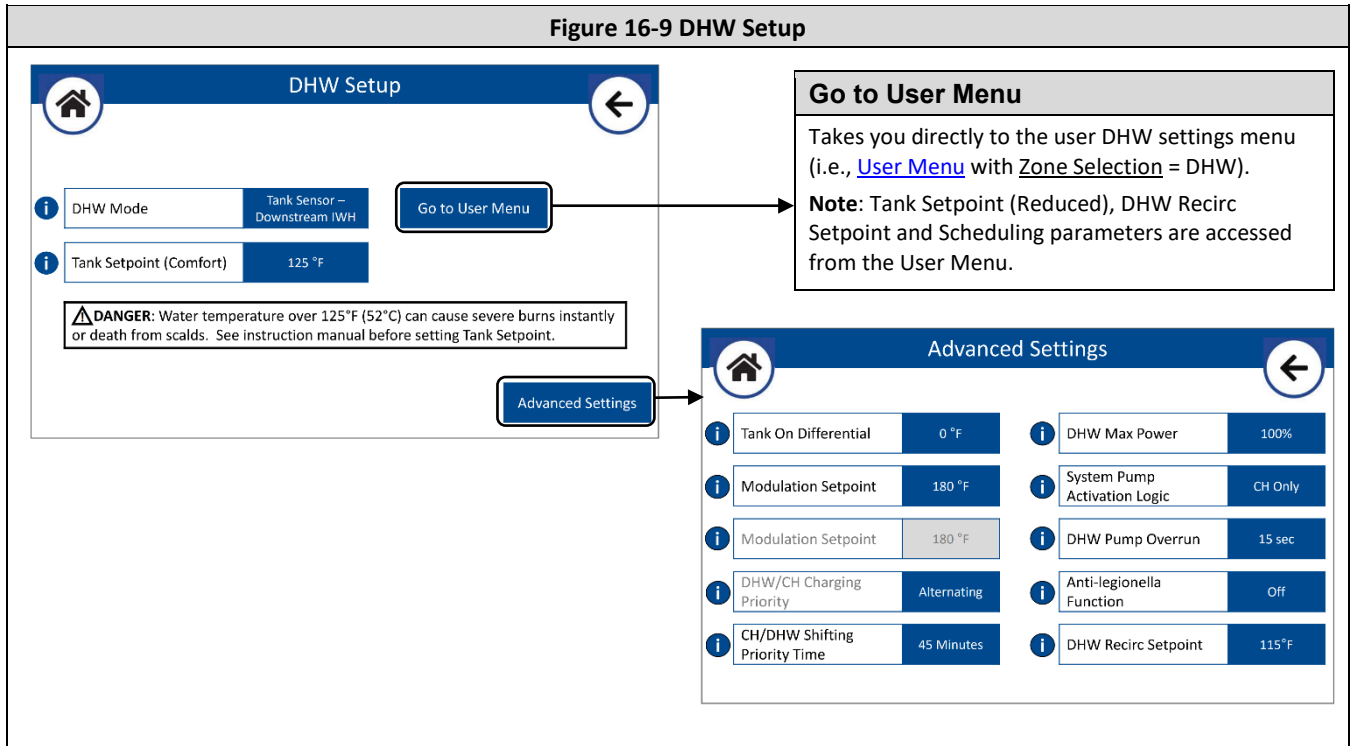 Figure 16-9 DHW Setup
DHW Setup
i
DHW Mode
Tank Sensor –
Downstream IWH
Go to User Menu
i
Tank Setpoint (Comfort)
125 °F
DANGER: Water temperature over 125°F (52°C) can cause severe burns instantly
or death from scalds. See instruction manual before setting Tank Setpoint.
Advanced Settings
Go to User Menu
Takes you directly to the user DHW settings menu
(i.e., User Menu with Zone Selection = DHW).
Note: Tank Setpoint (Reduced), DHW Recirc
Setpoint and Scheduling parameters are accessed
from the User Menu.
Advanced Settings
i
Tank On Differential
0 °F
i
Modulation Setpoint
180 °F
i
Modulation Setpoint
180 °F
i
DHW/CH Charging
Priority
Alternating
i
CH/DHW Shifting
Priority Time
45 Minutes
i
DHW Max Power
100%
i
System Pump
Activation Logic
CH Only
i
DHW Pump Overrun
15 sec
i
Anti-legionella
Function
Off
i
DHW Recirc Setpoint
115°F